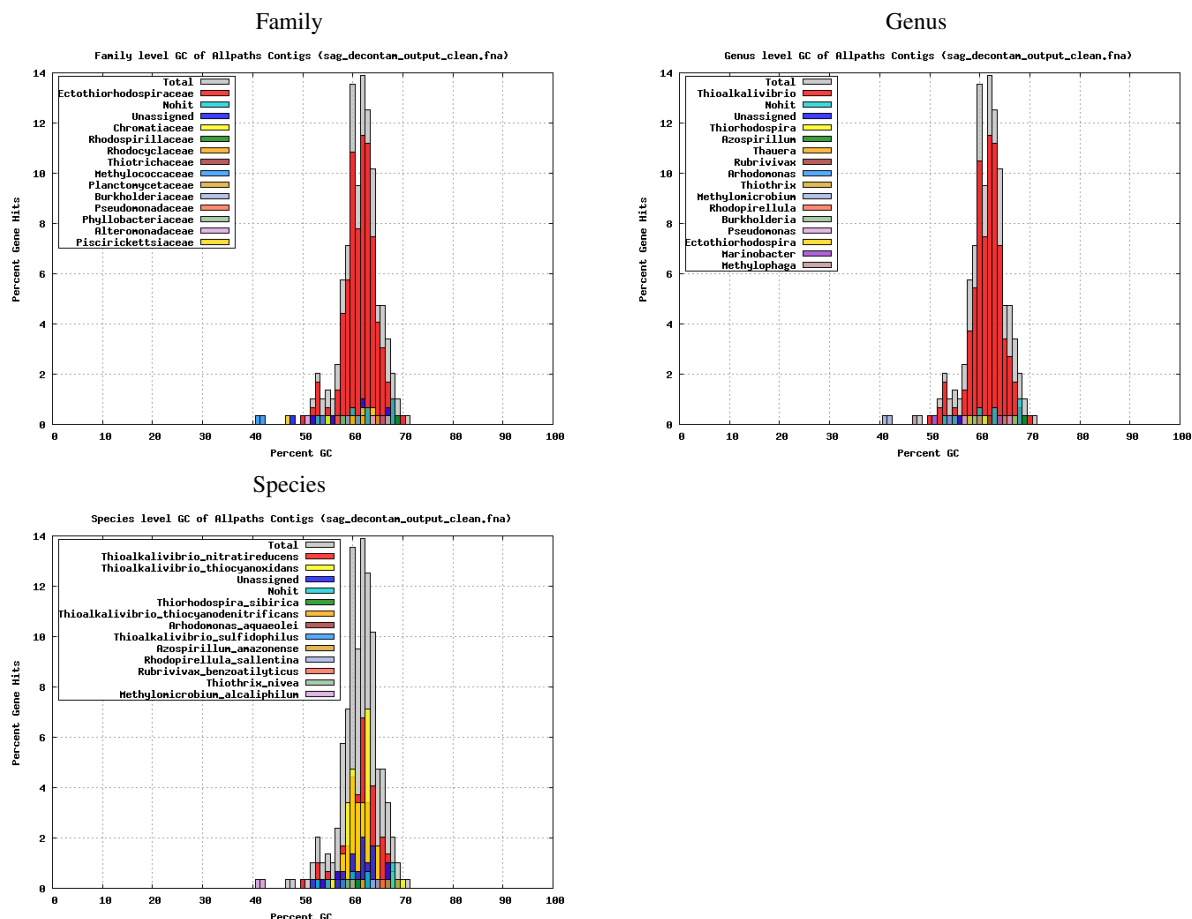 Family
Family level GC of Allpaths Contigs (sag_decontam_output_clean.fna)
Percent Gene Hits
14
12
10
8
6
4
2
0
Total
Ectothiorhodospiraceae
Nohit
Unassigned
Chromatiaceae
Rhodospirillaceae
Rhodocyclaceae
Thiotrichaceae
Methylococcaceae
Planctomycetaceae
Burkholderiaceae
Pseudomonadaceae
Phyllobacteriaceae
Alteromonadaceae
Piscirickettsiaceae
0 10 20 30 40 50 60 70 80 90 100
Percent GC
Genus
Genus level GC of Allpaths Contigs (sag_decontam_output_clean.fna)
Percent Gene Hits
14
12
10
8
6
4
2
0
Total
Thioalkalivibrio
Nohit
Unassigned
Thiorhodospira
Azospirillum
Thauera
Rubrivivax
Arhodomonas
Thiothrix
Methylomicrobium
Rhodopirellula
Burkholderia
Pseudomonas
Ectothiorhodospira
Marinobacter
Methylophaga
0 10 20 30 40 50 60 70 80 90 100
Percent GC
Species
Species level GC of Allpaths Contigs (sag_decontam_output_clean.fna)
Percent Gene Hits
14
12
10
8
6
4
2
0
Total
Thioalkalivibrio_nitratireducens
Thioalkalivibrio_thiocyanoxidans
Unassigned
Nohit
Thiorhodospira_sibirica
Thioalkalivibrio_thiocyanodenitrificans
Arhodomonas_aquaeolei
Thioalkalivibrio_sulfidophilus
Azospirillum_amazonense
Rhodopirellula_sallentina
Rubrivivax_benzoatilyticus
Thiothrix_nivea
Methylomicrobium_alcaliphilum
0 10 20 30 40 50 60 70 80 90 100
Percent GC